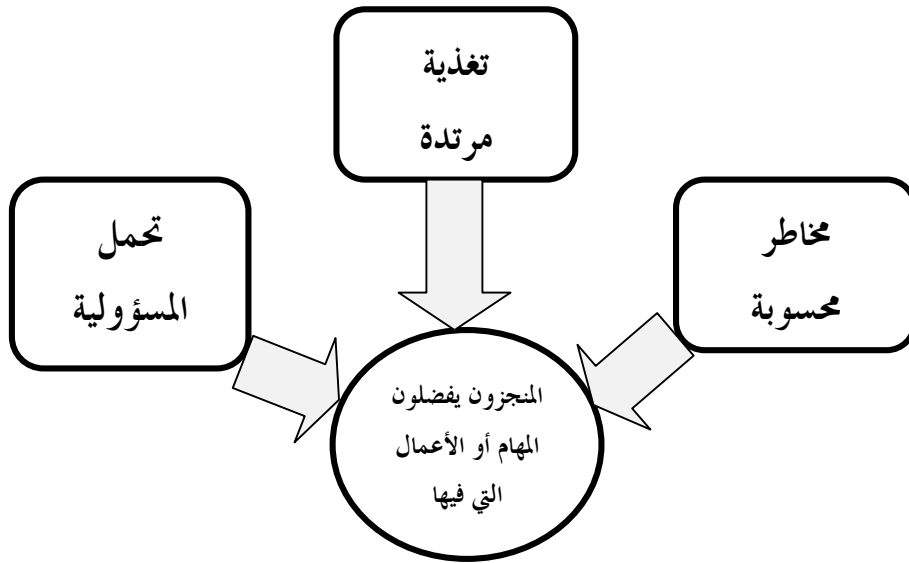 تغذية
مرتدة
مخاطر
محسوبة
تحمل
المسؤولية
المنجزون يفضلون
المهام أو الأعمال
التي فيها